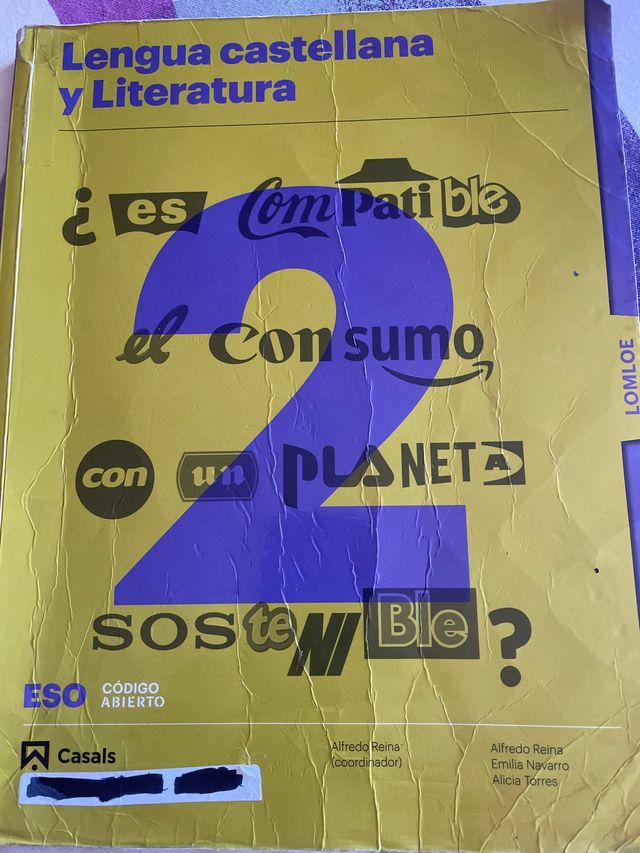 Lengua castellana
y Literatura
¿es Compatible
el consumo
con un PLANETA
SOSteNIBle?
2
LOMLOE
ESO CÓDIGO
ABIERTO
Casals
Alfredo Reina
(coordinador)
Alfredo Reina
Emilia Navarro
Alicia Torres